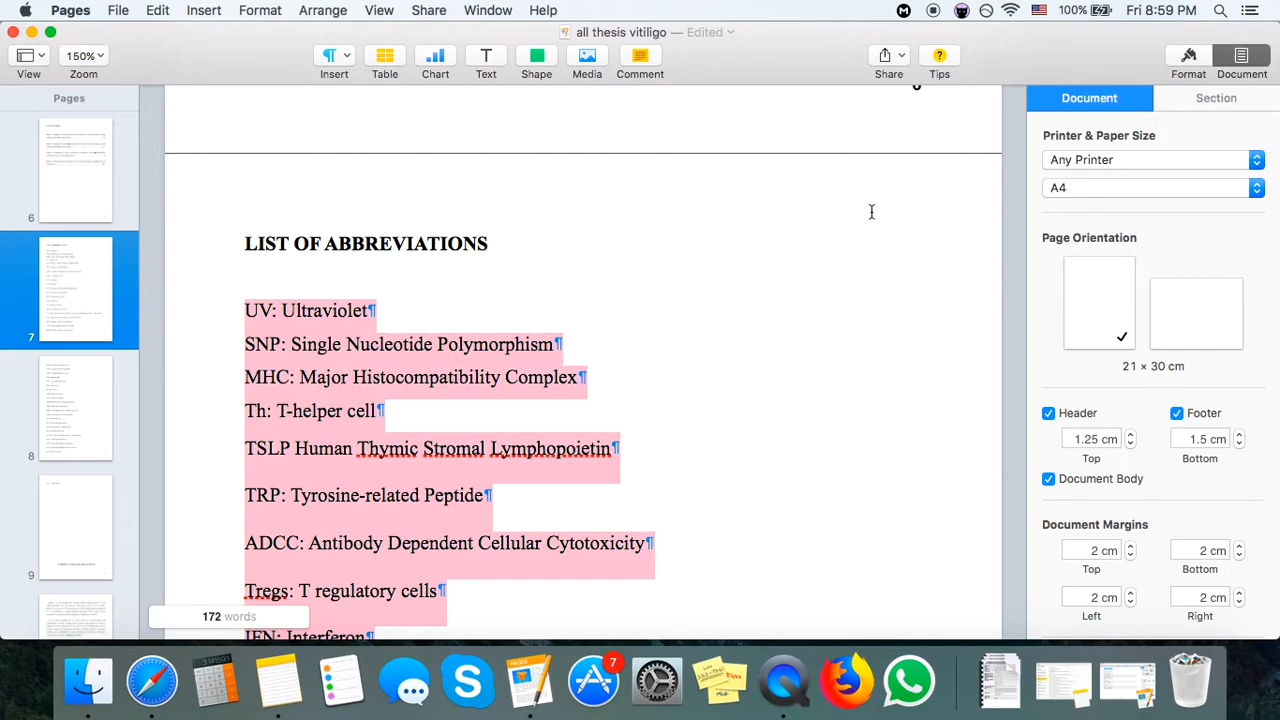 Pages File Edit Insert Format Arrange View Share Window Help
100% Fri 8:59 PM
all thesis vitiligo — Edited
150%
View Zoom Insert Table Chart Text Shape Media Comment Share Tips Format Document
Pages
Document Section
Printer & Paper Size
Any Printer
A4
Page Orientation
21 × 30 cm
Header Footer
1.25 cm 1.5 cm
Top Bottom
Document Body
Document Margins
2 cm 2 cm
Top Bottom
2 cm 2 cm
Left Right
6
7
8
9
LIST OF ABBREVIATIONS
UV: Ultraviolet¶
SNP: Single Nucleotide Polymorphism¶
MHC: Major Histocompatibility Complex¶
Th: T-helper cell¶
TSLP Human Thymic Stromal Lymphopoietin¶
TRP: Tyrosine-related Peptide¶
ADCC: Antibody Dependent Cellular Cytotoxicity¶
Tregs: T regulatory cells¶
IFN: Interferon¶
172 words
7